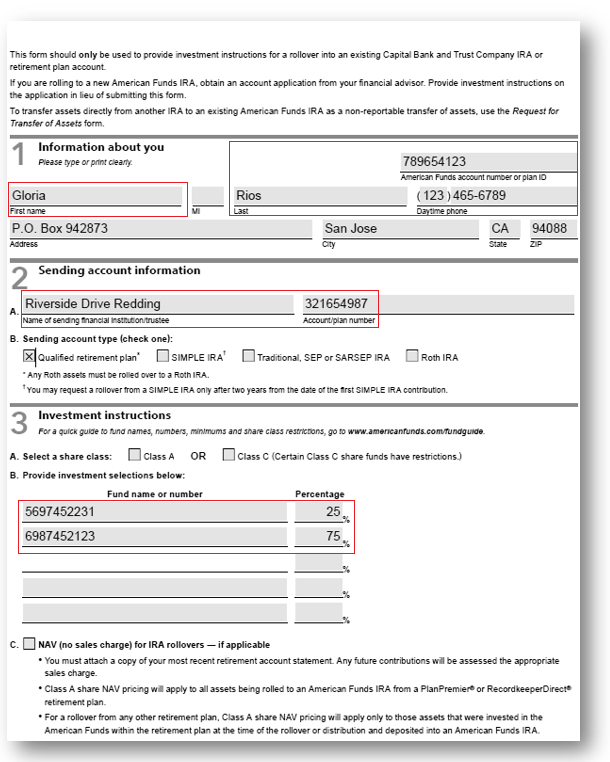 This form should only be used to provide investment instructions for a rollover into an existing Capital Bank and Trust Company IRA or
retirement plan account.
If you are rolling to a new American Funds IRA, obtain an account application from your financial advisor. Provide investment instructions on
the application in lieu of submitting this form.
To transfer assets directly from another IRA to an existing American Funds IRA as a non-reportable transfer of assets, use the Request for
Transfer of Assets form.
1 Information about you
Please type or print clearly.
789654123
American Funds account number or plan ID
Gloria Rios ( 123 ) 465-6789
First name MI Last Daytime phone
P.O. Box 942873 San Jose CA 94088
Address City State ZIP
2 Sending account information
A. Riverside Drive Redding 321654987
Name of sending financial institution/trustee Account/plan number
B. Sending account type (check one):
X Qualified retirement plan* SIMPLE IRA† Traditional, SEP or SARSEP IRA Roth IRA
* Any Roth assets must be rolled over to a Roth IRA.
† You may request a rollover from a SIMPLE IRA only after two years from the date of the first SIMPLE IRA contribution.
3 Investment instructions
For a quick guide to fund names, numbers, minimums and share class restrictions, go to www.americanfunds.com/fundguide.
A. Select a share class: Class A OR Class C (Certain Class C share funds have restrictions.)
B. Provide investment selections below:
Fund name or number Percentage
5697452231 25 %
6987452123 75 %
%
%
%
C. NAV (no sales charge) for IRA rollovers — if applicable
• You must attach a copy of your most recent retirement account statement. Any future contributions will be assessed the appropriate
sales charge.
• Class A share NAV pricing will apply to all assets being rolled to an American Funds IRA from a PlanPremier® or RecordkeeperDirect®
retirement plan.
• For a rollover from any other retirement plan, Class A share NAV pricing will apply only to those assets that were invested in the
American Funds within the retirement plan at the time of the rollover or distribution and deposited into an American Funds IRA.